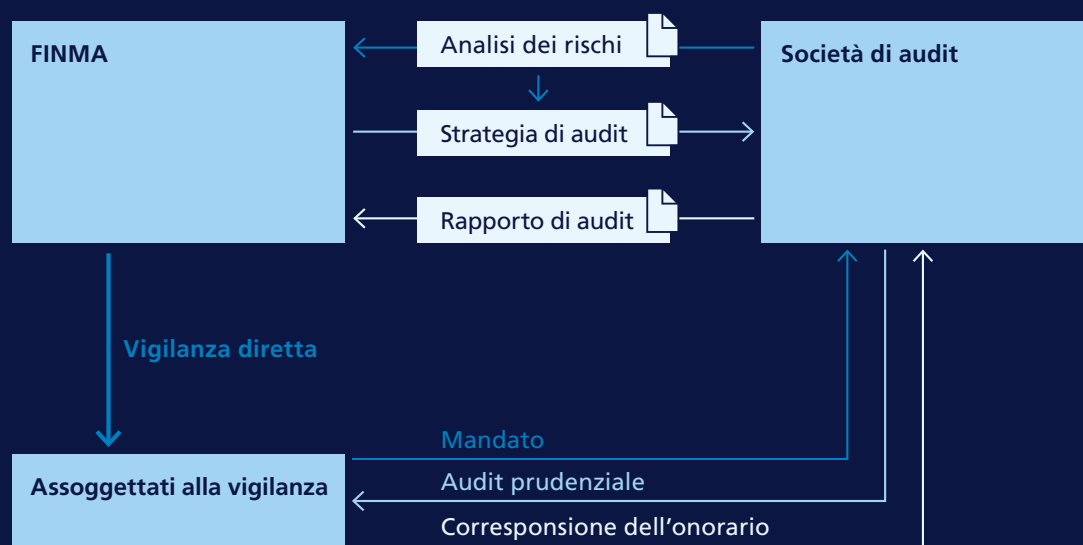 FINMA
Analisi dei rischi
Società di audit
Strategia di audit
Rapporto di audit
Vigilanza diretta
Mandato
Assoggettati alla vigilanza
Audit prudenziale
Corresponsione dell’onorario